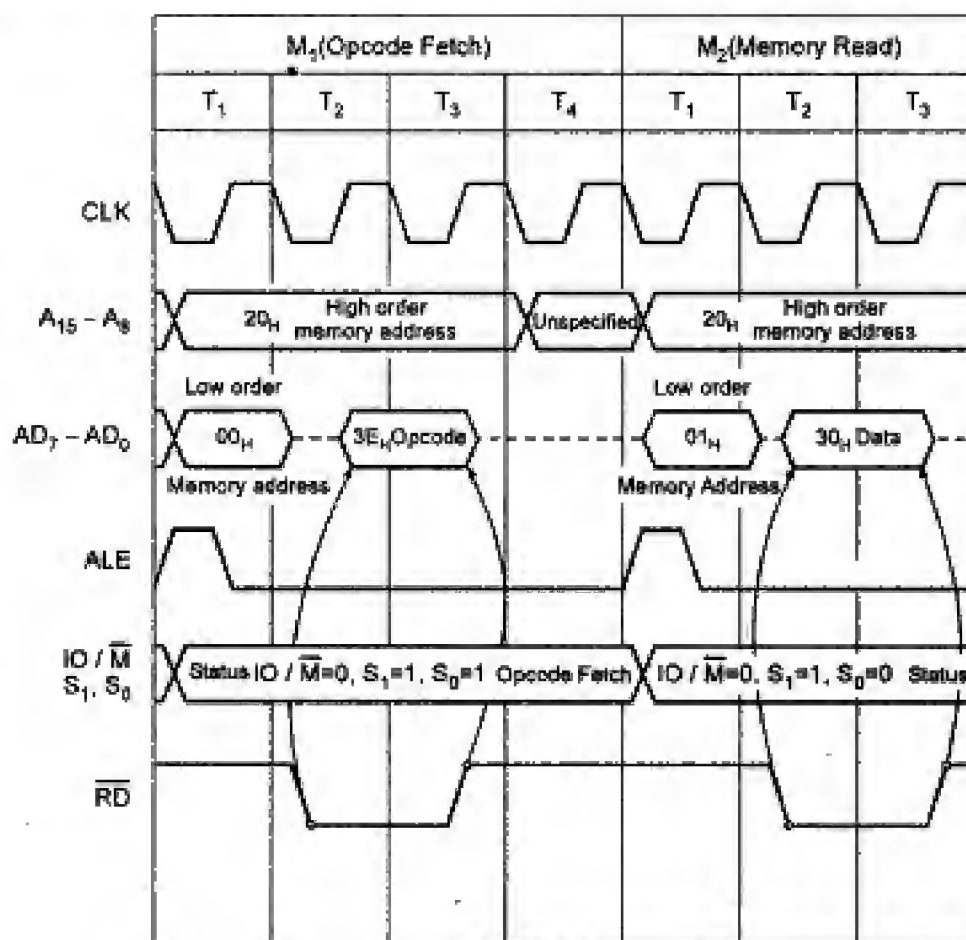 M₁(Opcode Fetch) M₂(Memory Read)
T₁ T₂ T₃ T₄ T₁ T₂ T₃
CLK
A₁₅ – A₈ 20H High order memory address Unspecified 20H High order memory address
Low order Low order
AD₇ – AD₀ 00H 3EH Opcode 01H 30H Data
Memory address Memory Address
ALE
IO / M̅ S₁, S₀ Status IO / M̅=0, S₁=1, S₀=1 Opcode Fetch IO / M̅=0, S₁=1, S₀=0 Status
R̅D̅